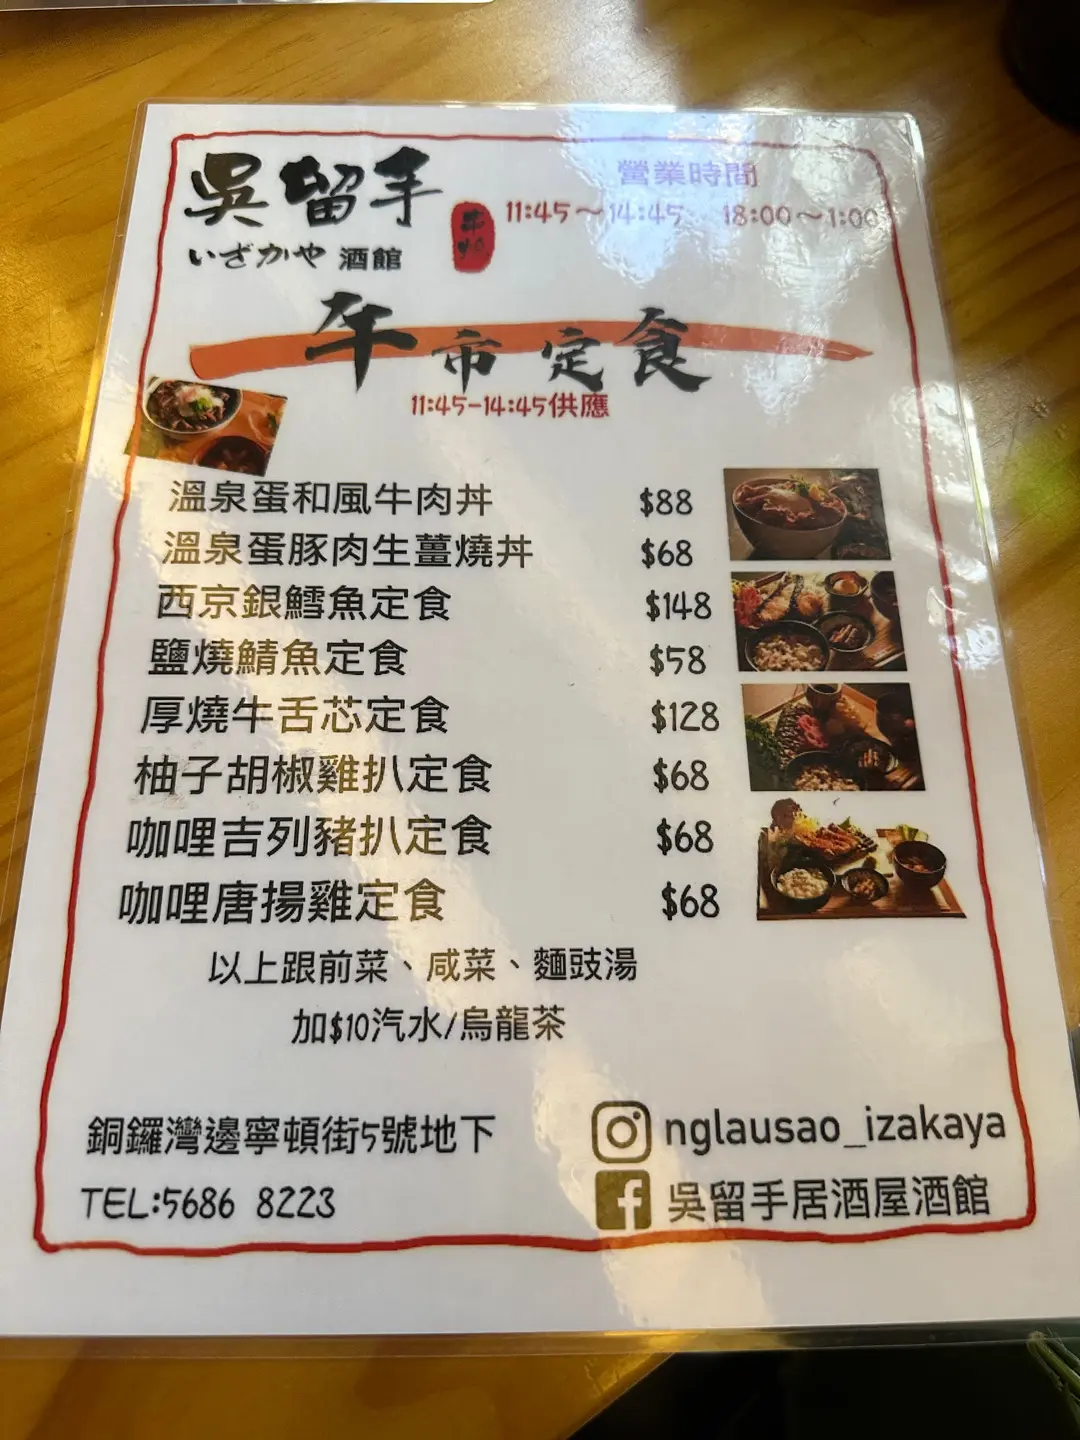 吳留手
いざかや 酒館
串燒
營業時間
11:45～14:45 18:00～1:00
午市定食
11:45-14:45供應
溫泉蛋和風牛肉丼 $88
溫泉蛋豚肉生薑燒丼 $68
西京銀鱈魚定食 $148
鹽燒鯖魚定食 $58
厚燒牛舌芯定食 $128
柚子胡椒雞扒定食 $68
咖哩吉列豬扒定食 $68
咖哩唐揚雞定食 $68
以上跟前菜、咸菜、麵豉湯
加$10汽水/烏龍茶
銅鑼灣邊寧頓街5號地下
TEL:5686 8223
nglausao_izakaya
吳留手居酒屋酒館